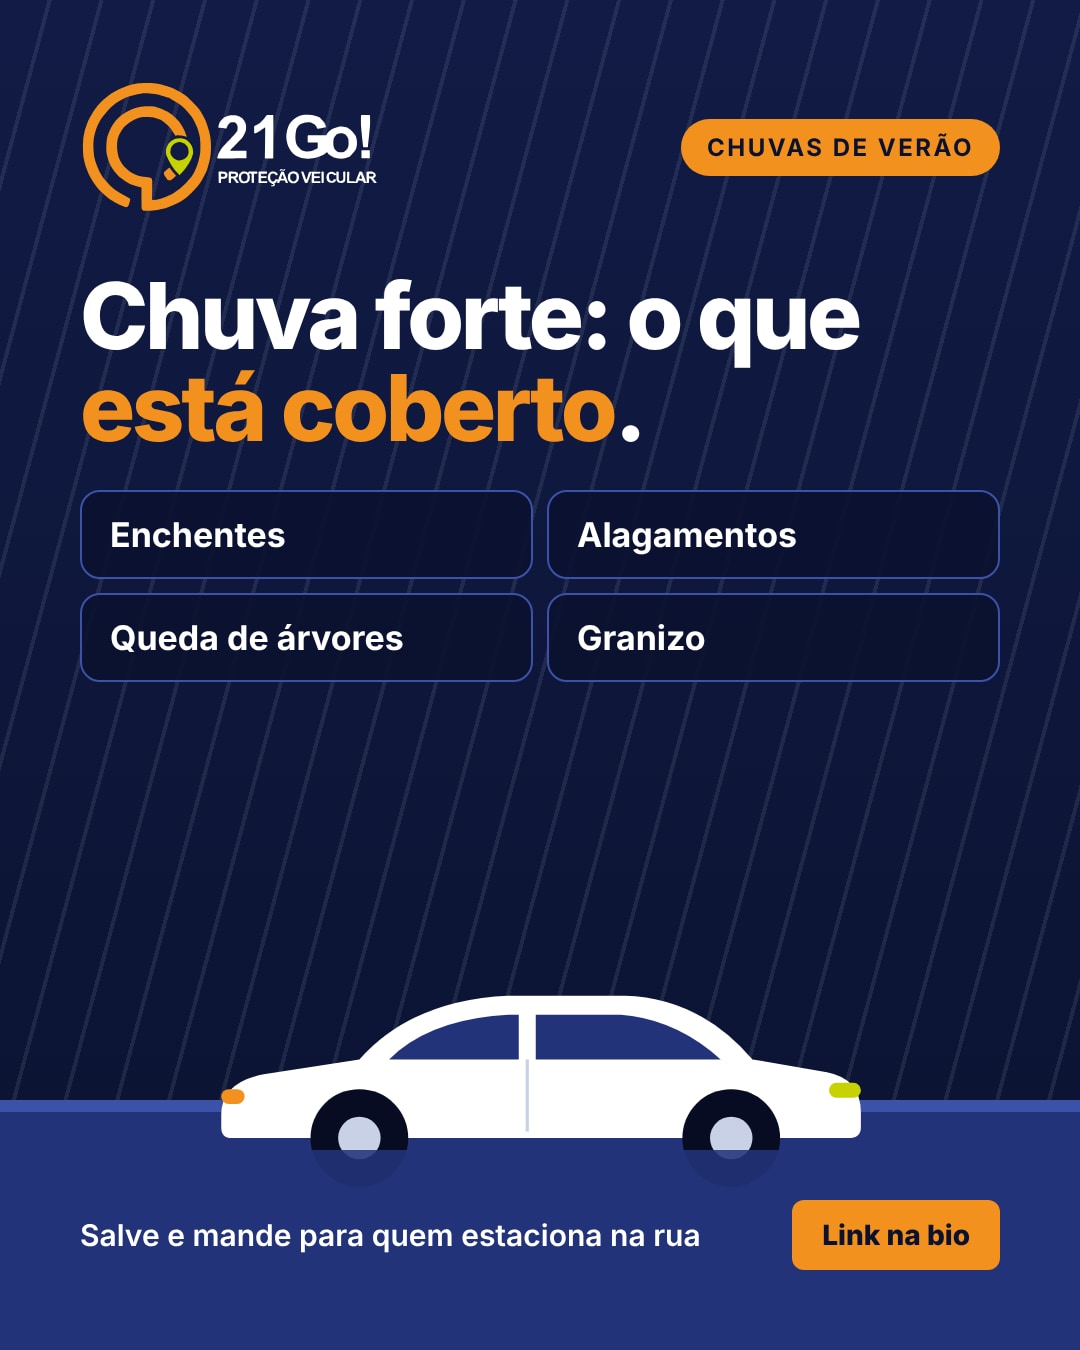 21Go!
PROTEÇÃO VEICULAR
CHUVAS DE VERÃO
Chuva forte: o que
está coberto.
Enchentes
Alagamentos
Queda de árvores
Granizo
Salve e mande para quem estaciona na rua
Link na bio